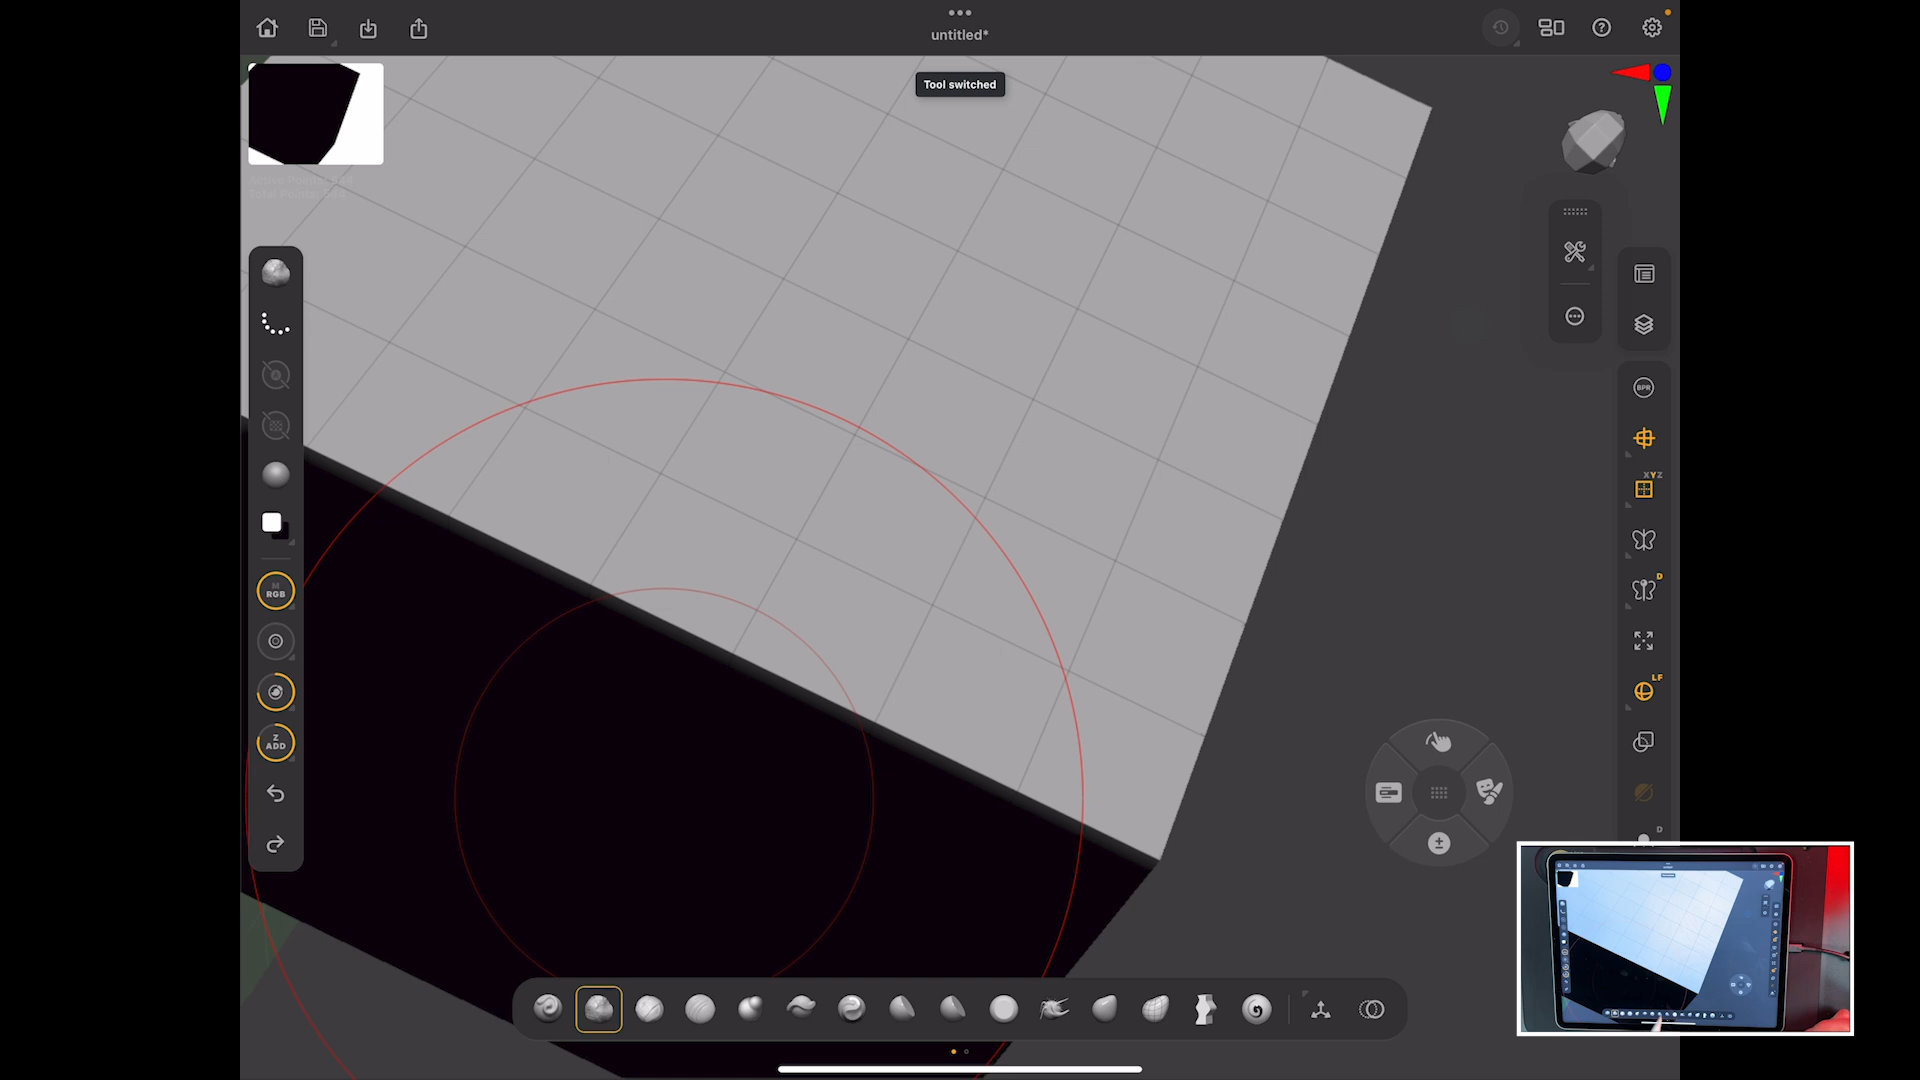 untitled*
Tool switched
XYZ
BPR
D
M
RGB
LF
Z
ADD
D